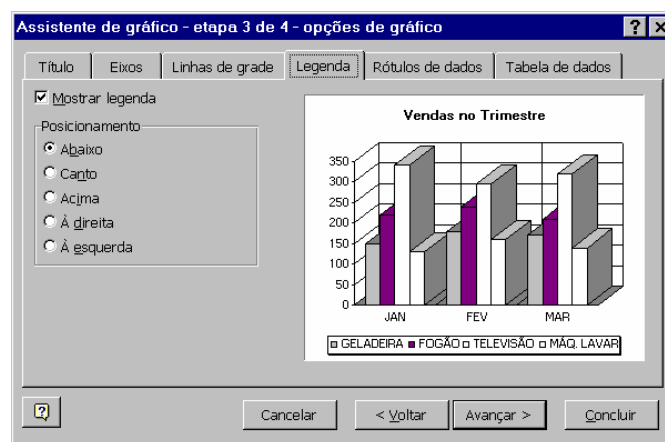 Assistente de gráfico - etapa 3 de 4 - opções de gráfico
Título Eixos Linhas de grade Legenda Rótulos de dados Tabela de dados
Mostrar legenda
Posicionamento
Abaixo
Canto
Acima
À direita
À esquerda
Vendas no Trimestre
350
300
250
200
150
100
50
0
JAN FEV MAR
GELADEIRA FOGÃO TELEVISÃO MÁQ. LAVAR
Cancelar < Voltar Avançar > Concluir